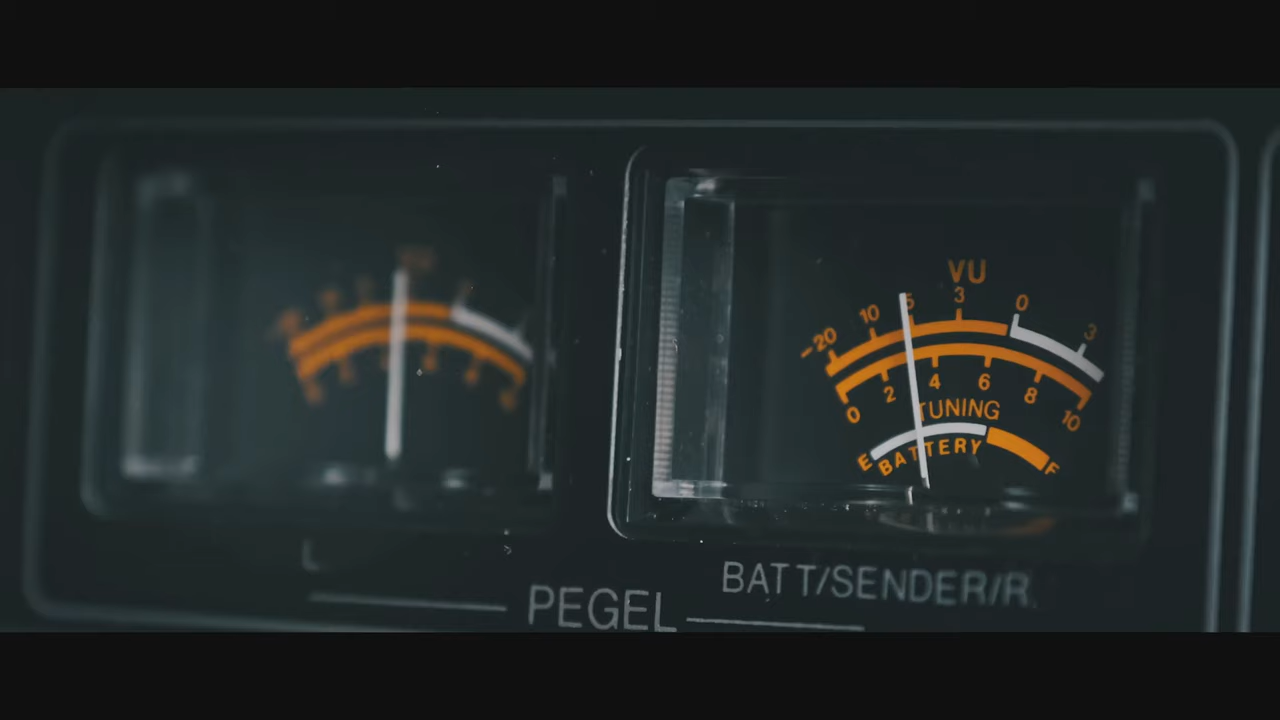 VU
-20 10 5 3 0 3
0 2 4 6 8 10
TUNING
E BATTERY F
L
BATT/SENDER/R.
PEGEL